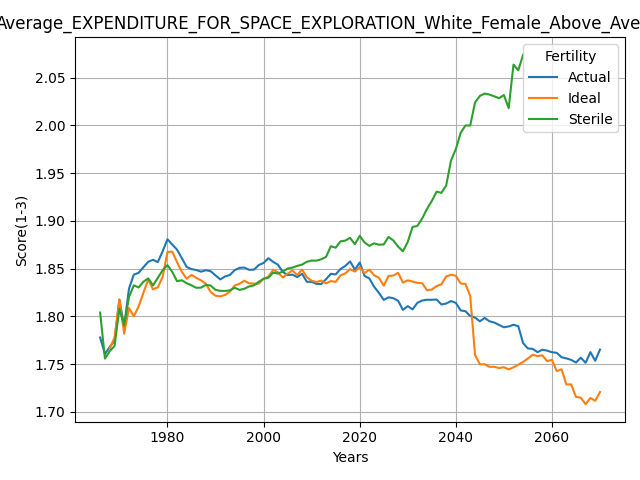 Average_EXPENDITURE_FOR_SPACE_EXPLORATION_White_Female_Above_Ave
Fertility
Actual
Ideal
Sterile
Score(1-3)
2.05
2.00
1.95
1.90
1.85
1.80
1.75
1.70
1980 2000 2020 2040 2060
Years